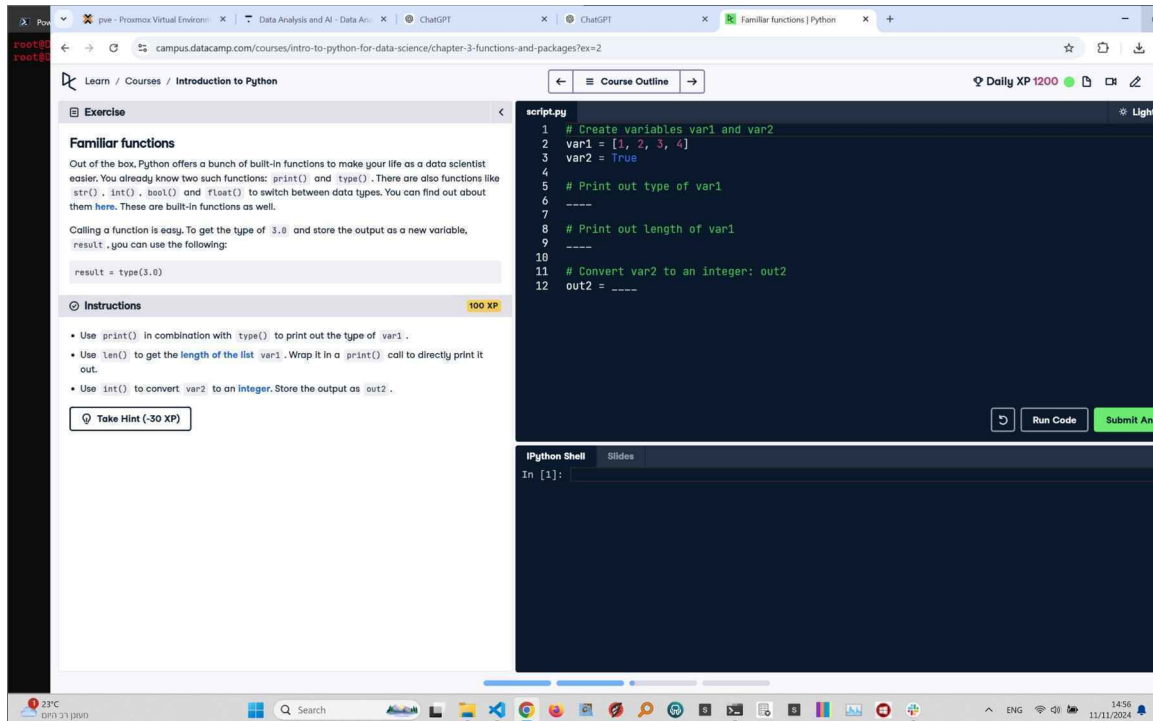 Pow
pve - Proxmox Virtual Environm
Data Analysis and AI - Data An
ChatGPT
ChatGPT
Familiar functions | Python
root@
root@
campus.datacamp.com/courses/intro-to-python-for-data-science/chapter-3-functions-and-packages?ex=2
Learn / Courses / Introduction to Python
Course Outline
Daily XP 1200
Exercise
Familiar functions
Out of the box, Python offers a bunch of built-in functions to make your life as a data scientist
easier. You already know two such functions: print() and type(). There are also functions like
str(), int(), bool() and float() to switch between data types. You can find out about
them here. These are built-in functions as well.
Calling a function is easy. To get the type of 3.0 and store the output as a new variable,
result, you can use the following:
result = type(3.0)
Instructions
100 XP
• Use print() in combination with type() to print out the type of var1.
• Use len() to get the length of the list var1. Wrap it in a print() call to directly print it
out.
• Use int() to convert var2 to an integer. Store the output as out2.
Take Hint (-30 XP)
script.py
Light
1 # Create variables var1 and var2
2 var1 = [1, 2, 3, 4]
3 var2 = True
4
5 # Print out type of var1
6 ____
7
8 # Print out length of var1
9 ____
10
11 # Convert var2 to an integer: out2
12 out2 = ____
Run Code
Submit An
IPython Shell
Slides
In [1]:
1
23°C
מעונן רב היום
Search
ENG
14:56
11/11/2024